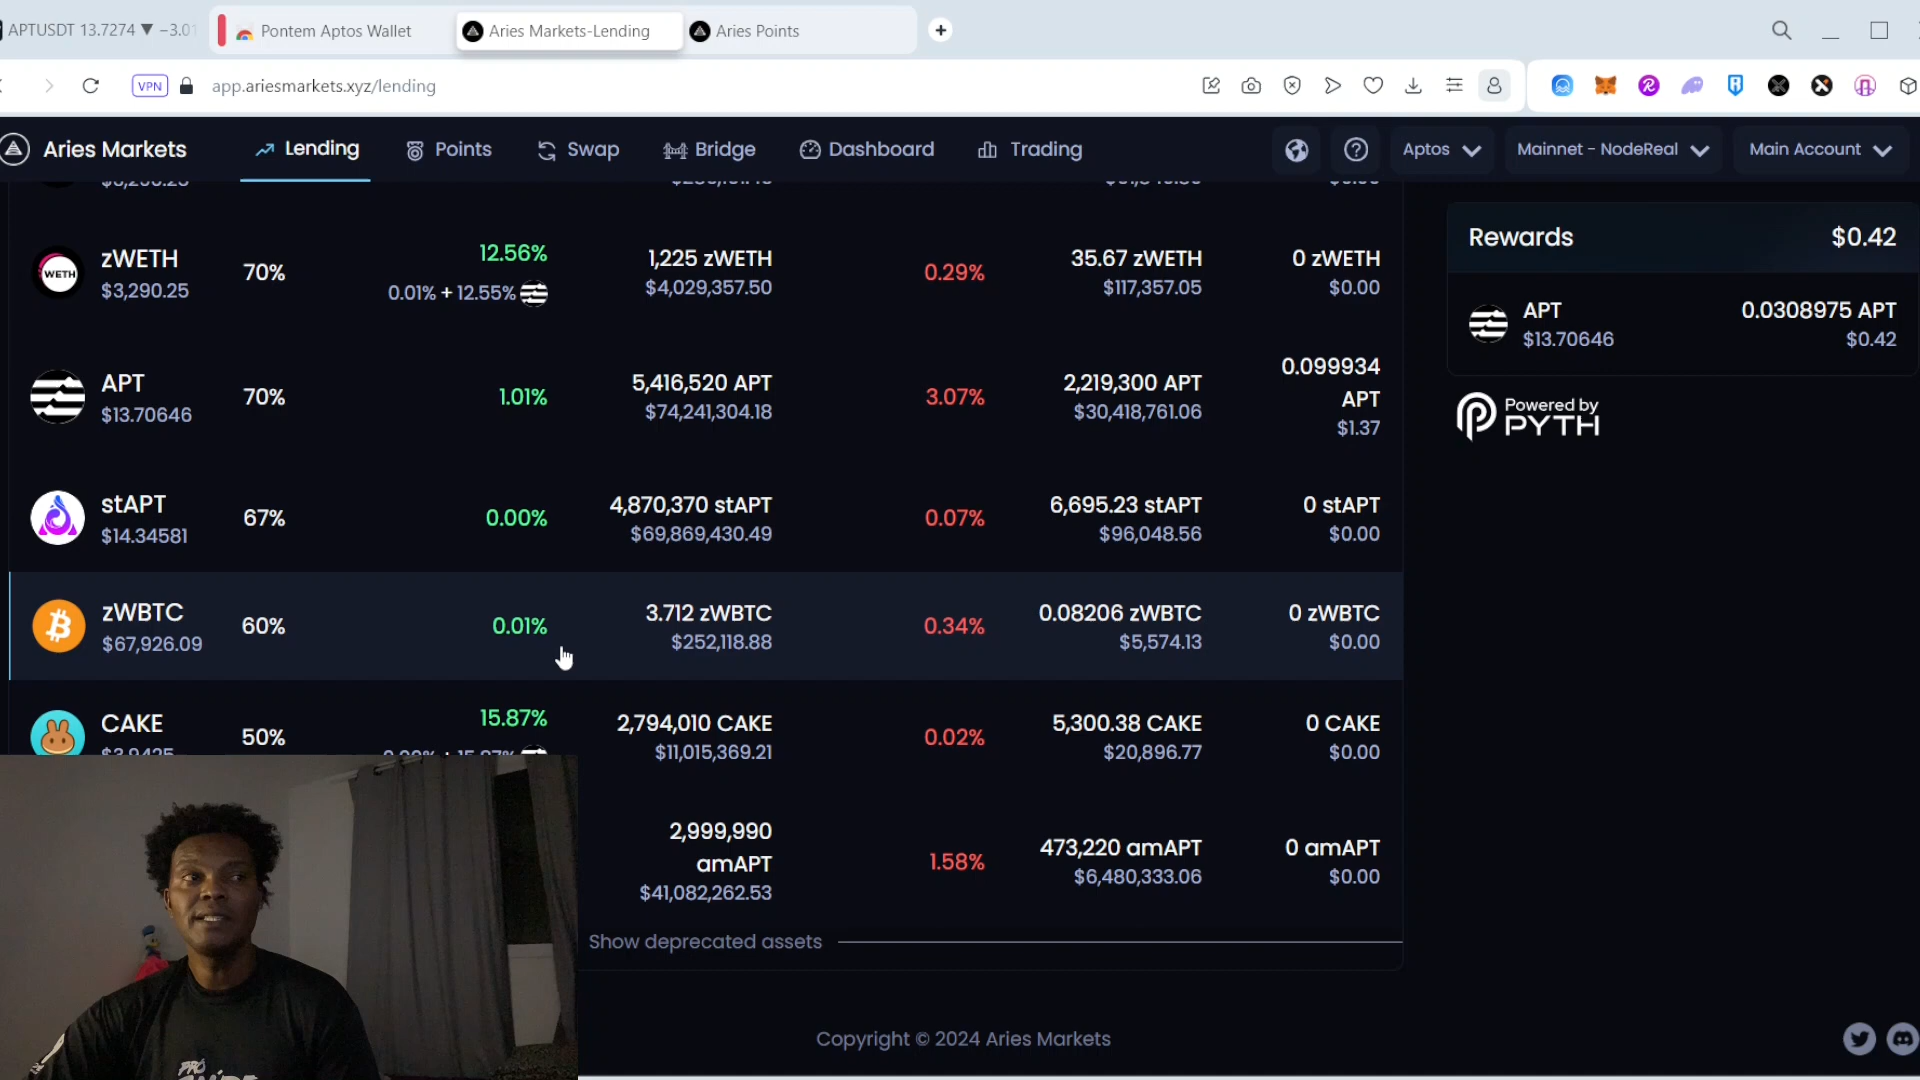 APTUSDT 13.7274 ▼ −3.01
Pontem Aptos Wallet
Aries Markets-Lending
Aries Points
VPN
app.ariesmarkets.xyz/lending
Aries Markets
Lending
Points
Swap
Bridge
Dashboard
Trading
Aptos
Mainnet - NodeReal
Main Account
zWETH
$3,290.25
WETH
70%
12.56%
0.01% + 12.55%
1,225 zWETH
$4,029,357.50
0.29%
35.67 zWETH
$117,357.05
0 zWETH
$0.00
APT
$13.70646
70%
1.01%
5,416,520 APT
$74,241,304.18
3.07%
2,219,300 APT
$30,418,761.06
0.099934
APT
$1.37
stAPT
$14.34581
67%
0.00%
4,870,370 stAPT
$69,869,430.49
0.07%
6,695.23 stAPT
$96,048.56
0 stAPT
$0.00
zWBTC
$67,926.09
60%
0.01%
3.712 zWBTC
$252,118.88
0.34%
0.08206 zWBTC
$5,574.13
0 zWBTC
$0.00
CAKE
50%
15.87%
2,794,010 CAKE
$11,015,369.21
0.02%
5,300.38 CAKE
$20,896.77
0 CAKE
$0.00
2,999,990
amAPT
$41,082,262.53
1.58%
473,220 amAPT
$6,480,333.06
0 amAPT
$0.00
Show deprecated assets
Rewards
$0.42
APT
$13.70646
0.0308975 APT
$0.42
Powered by
PYTH
Copyright © 2024 Aries Markets